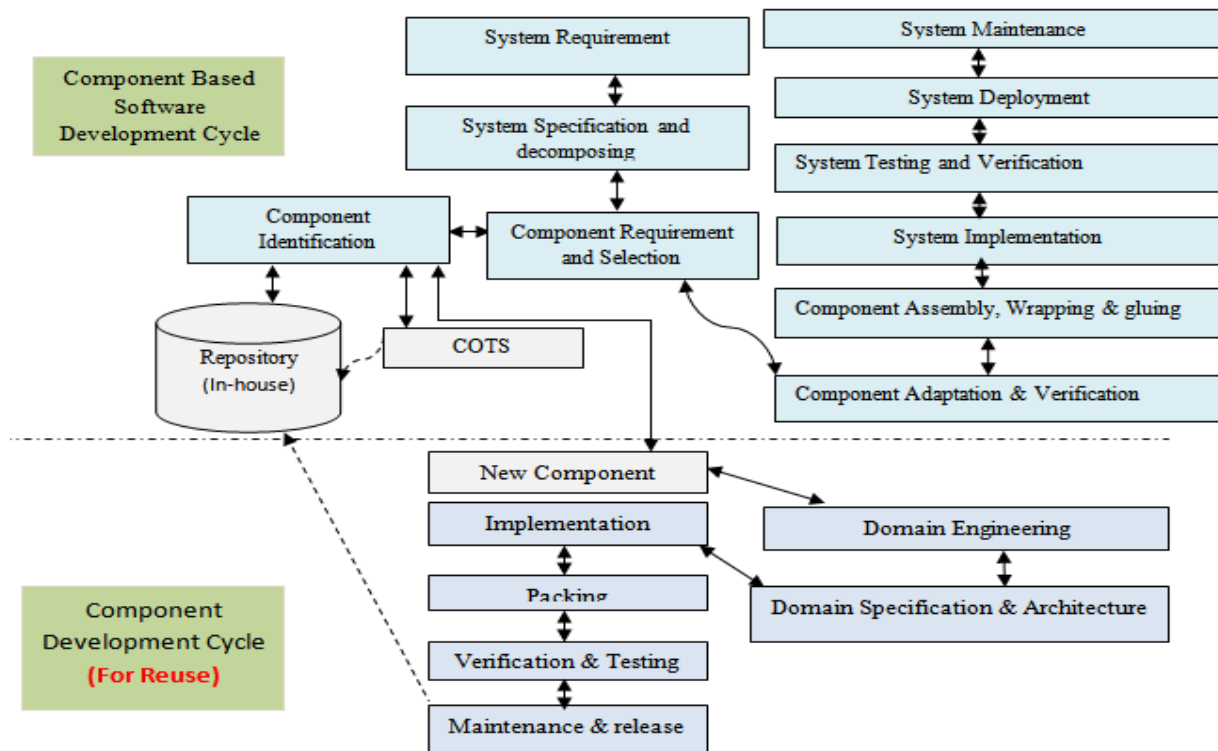 Component Based
Software
Development Cycle
System Requirement
System Specification and
decomposing
Component
Identification
Component Requirement
and Selection
Repository
(In-house)
COTS
System Maintenance
System Deployment
System Testing and Verification
System Implementation
Component Assembly, Wrapping & gluing
Component Adaptation & Verification
Component
Development Cycle
(For Reuse)
New Component
Implementation
Packing
Verification & Testing
Maintenance & release
Domain Engineering
Domain Specification & Architecture